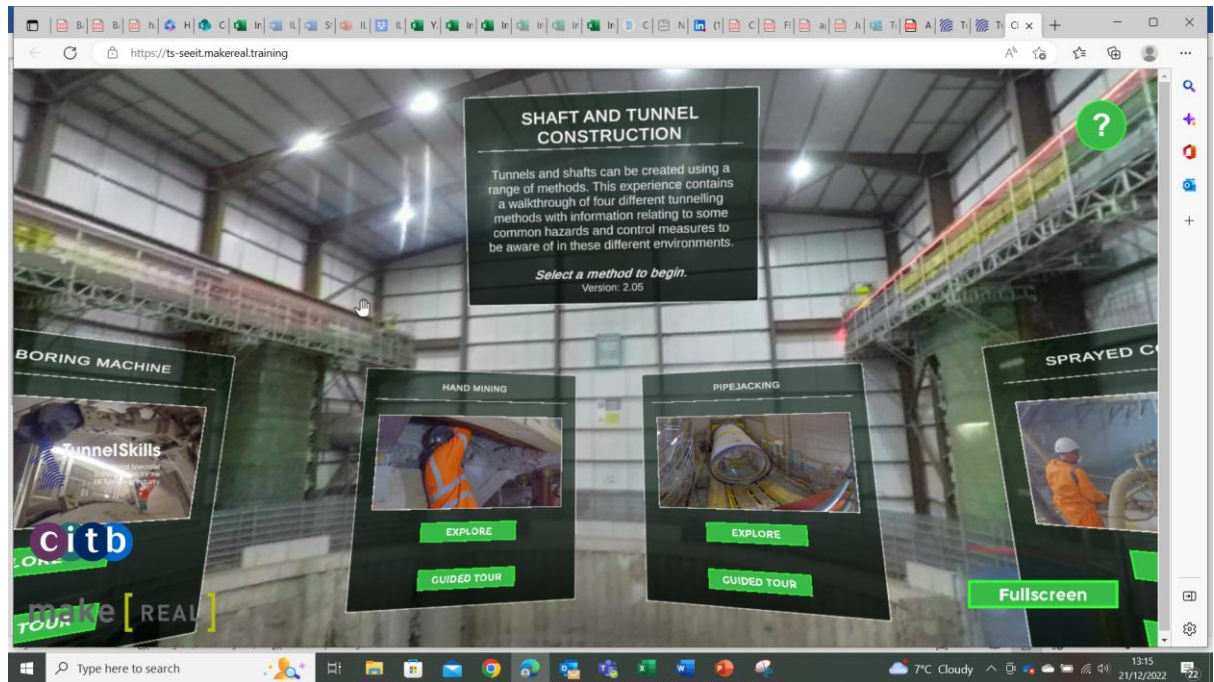 https://ts-seeit.makereal.training
SHAFT AND TUNNEL
CONSTRUCTION
Tunnels and shafts can be created using a
range of methods. This experience contains
a walkthrough of four different tunnelling
methods with information relating to some
common hazards and control measures to
be aware of in these different environments.
Select a method to begin.
Version: 2.05
?
BORING MACHINE
HAND MINING
PIPEJACKING
SPRAYED CO
TunnelSkills
citb
EXPLORE
EXPLORE
GUIDED TOUR
GUIDED TOUR
LORE
make[REAL]
TOUR
Fullscreen
Type here to search
7°C Cloudy
13:15
21/12/2022
22